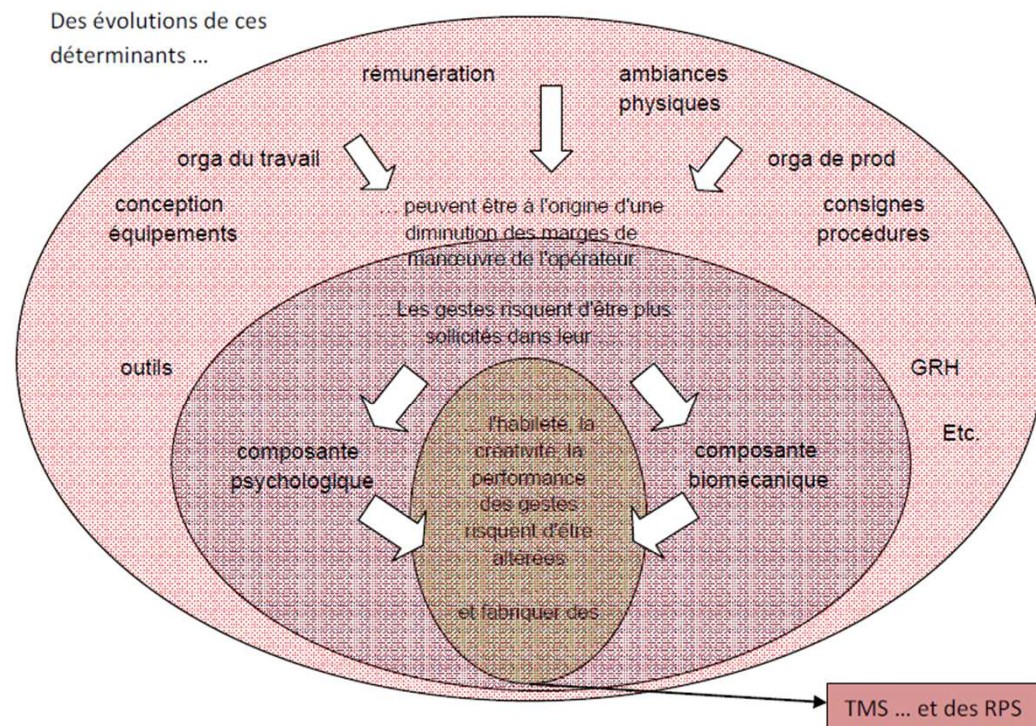 Des évolutions de ces
déterminants ...
rémunération
ambiances
physiques
orga du travail
orga de prod
conception
équipements
... peuvent être à l'origine d'une
diminution des marges de
manœuvre de l'opérateur
consignes
procédures
... Les gestes risquent d'être plus
sollicités dans leur ...
outils
GRH
Etc.
composante
psychologique
... l'habileté, la
créativité, la
performance
des gestes
risquent d'être
altérées
composante
biomécanique
et fabriquer des
TMS ... et des RPS